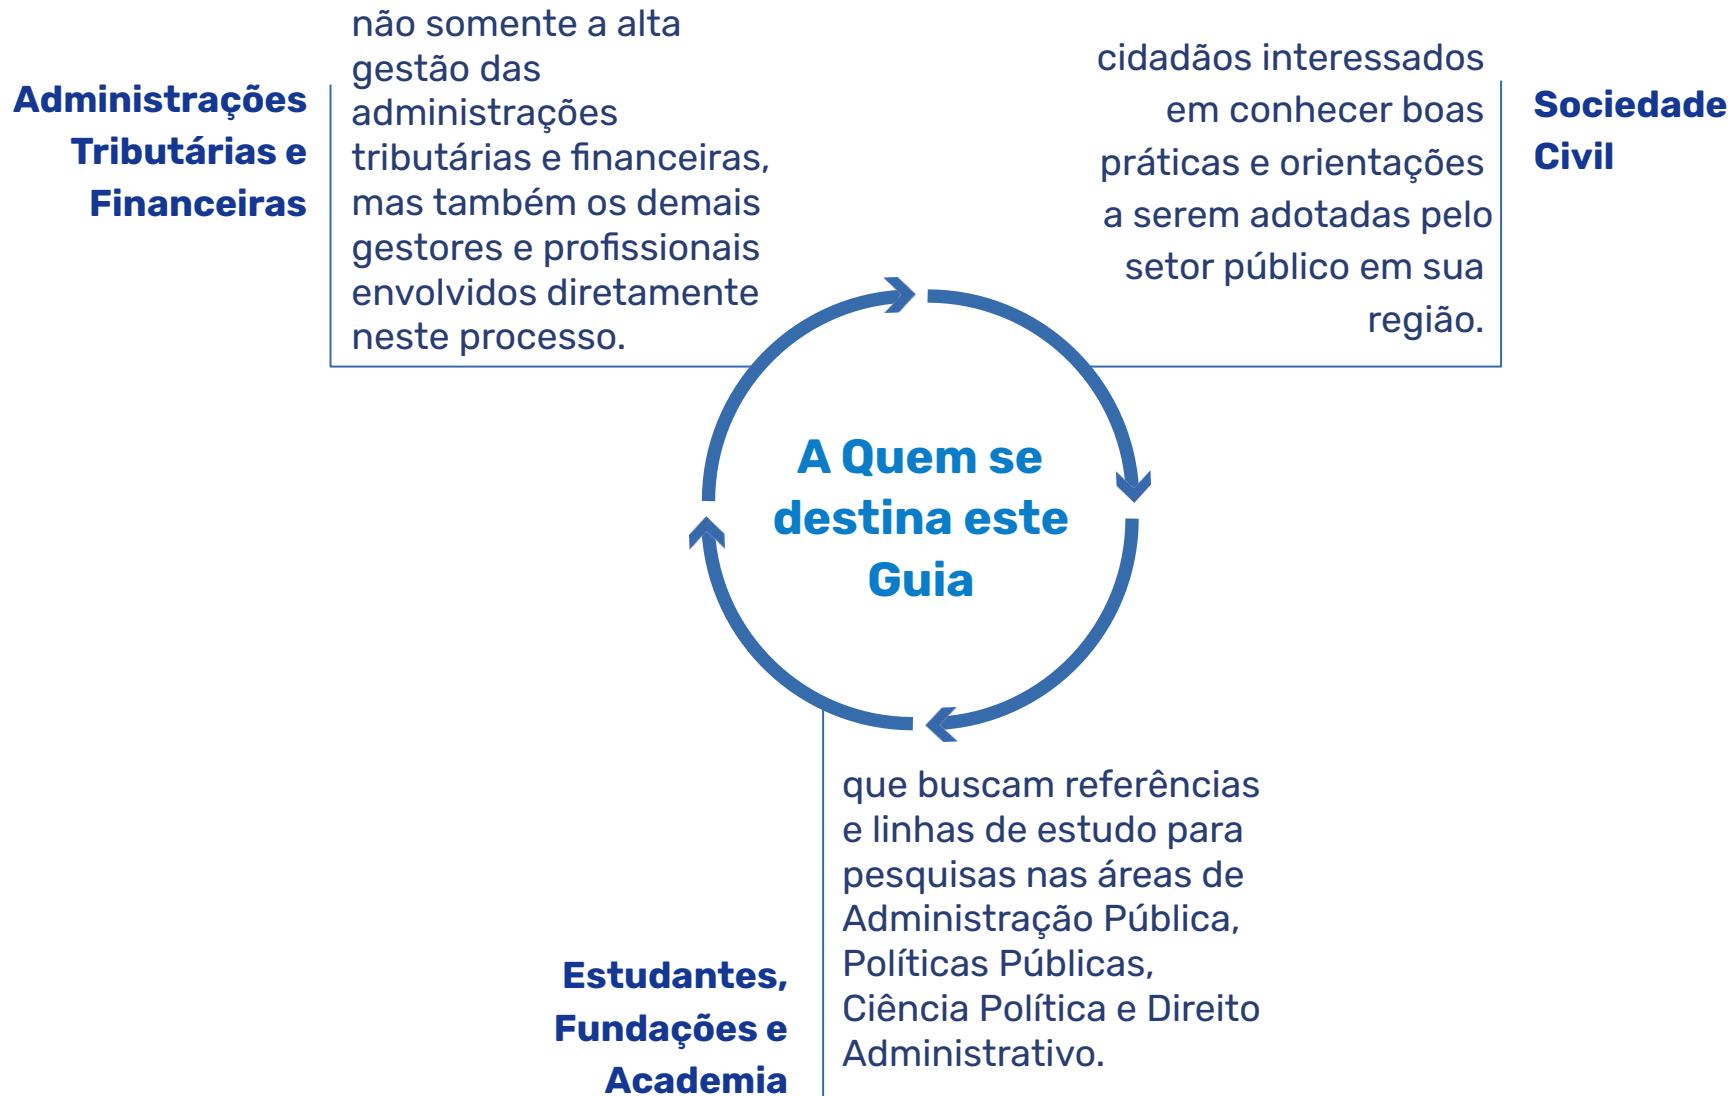 Administrações
Tributárias e
Financeiras
não somente a alta
gestão das
administrações
tributárias e financeiras,
mas também os demais
gestores e profissionais
envolvidos diretamente
neste processo.
cidadãos interessados
em conhecer boas
práticas e orientações
a serem adotadas pelo
setor público em sua
região.
Sociedade
Civil
A Quem se
destina este
Guia
Estudantes,
Fundações e
Academia
que buscam referências
e linhas de estudo para
pesquisas nas áreas de
Administração Pública,
Políticas Públicas,
Ciência Política e Direito
Administrativo.